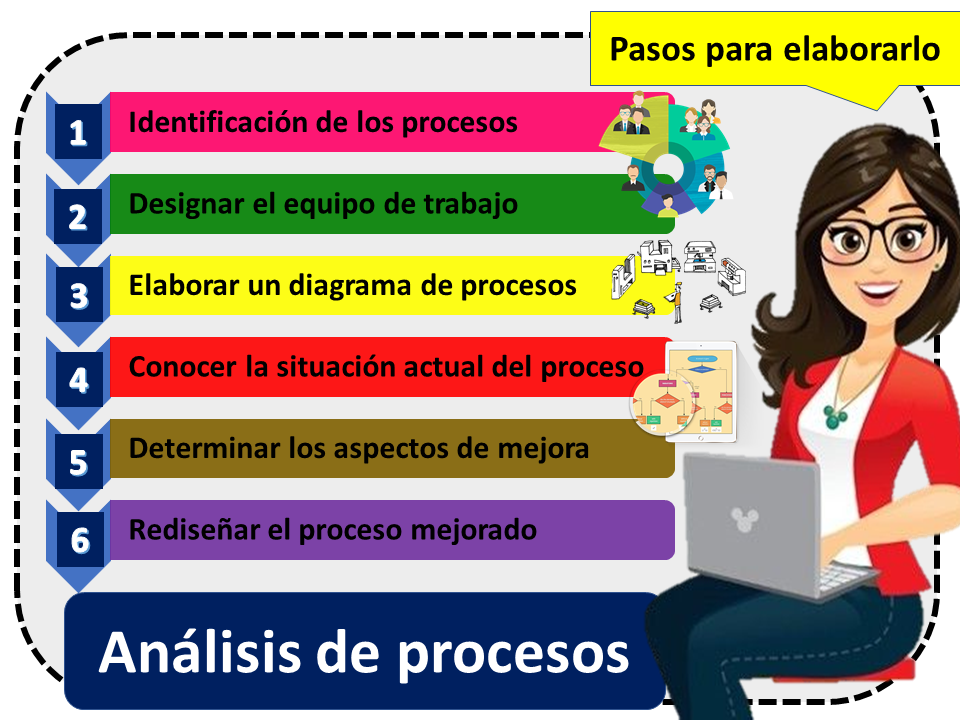 Pasos para elaborarlo
1 Identificación de los procesos
2 Designar el equipo de trabajo
3 Elaborar un diagrama de procesos
4 Conocer la situación actual del proceso
5 Determinar los aspectos de mejora
6 Rediseñar el proceso mejorado
Análisis de procesos